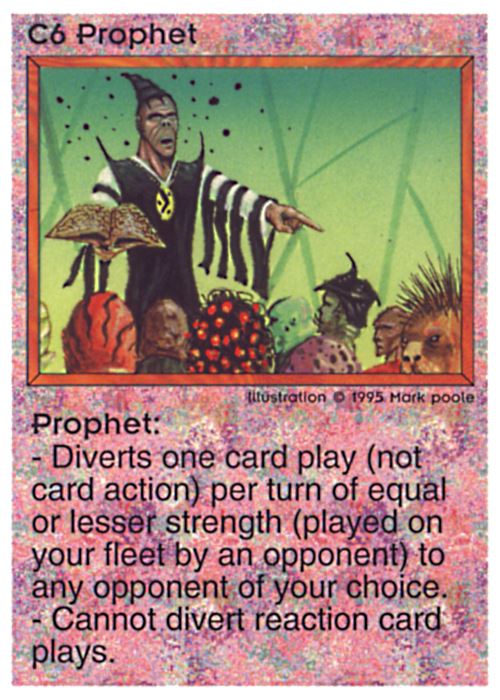 C6 Prophet
Illustration © 1995 Mark poole
Prophet:
- Diverts one card play (not
card action) per turn of equal
or lesser strength (played on
your fleet by an opponent) to
any opponent of your choice.
- Cannot divert reaction card
plays.